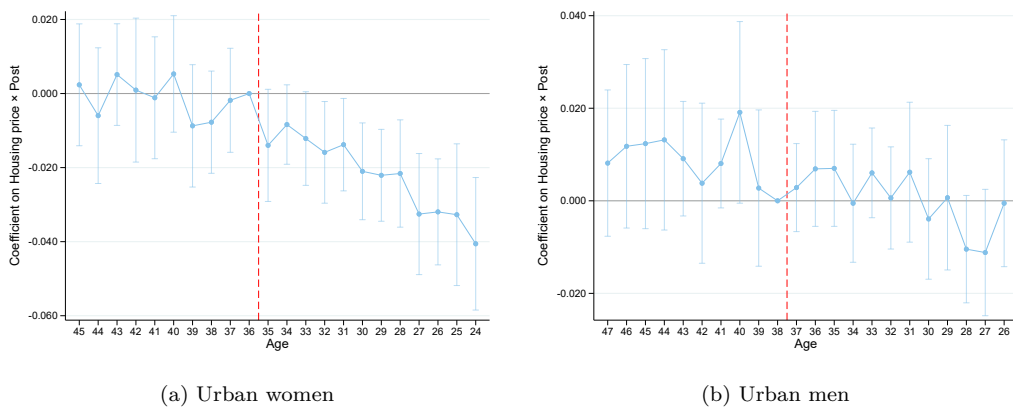 Coefficient on Housing price × Post
0.020
0.000
-0.020
-0.040
-0.060
45 44 43 42 41 40 39 38 37 36 35 34 33 32 31 30 29 28 27 26 25 24
Age
(a) Urban women
Coefficient on Housing price × Post
0.040
0.020
0.000
-0.020
47 46 45 44 43 42 41 40 39 38 37 36 35 34 33 32 31 30 29 28 27 26
Age
(b) Urban men